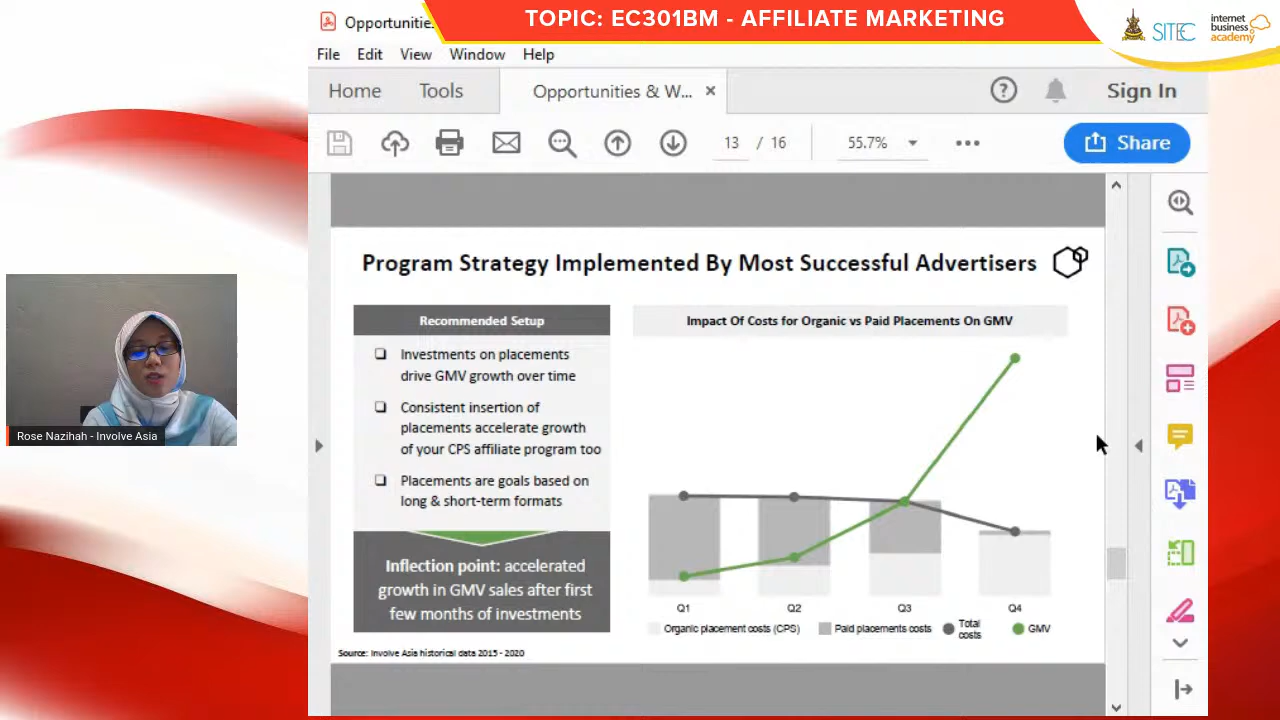 TOPIC: EC301BM - AFFILIATE MARKETING
SITEC
internet
business
academy
Opportunitie
File Edit View Window Help
Home Tools Opportunities & W... × Sign In
13 / 16 55.7% Share
Program Strategy Implemented By Most Successful Advertisers
Recommended Setup
Investments on placements
drive GMV growth over time
Consistent insertion of
placements accelerate growth
of your CPS affiliate program too
Placements are goals based on
long & short-term formats
Inflection point: accelerated
growth in GMV sales after first
few months of investments
Impact Of Costs for Organic vs Paid Placements On GMV
Q1 Q2 Q3 Q4
Organic placement costs (CPS) Paid placements costs Total costs GMV
Source: Involve Asia historical data 2015 - 2020
Rose Nazihah - Involve Asia